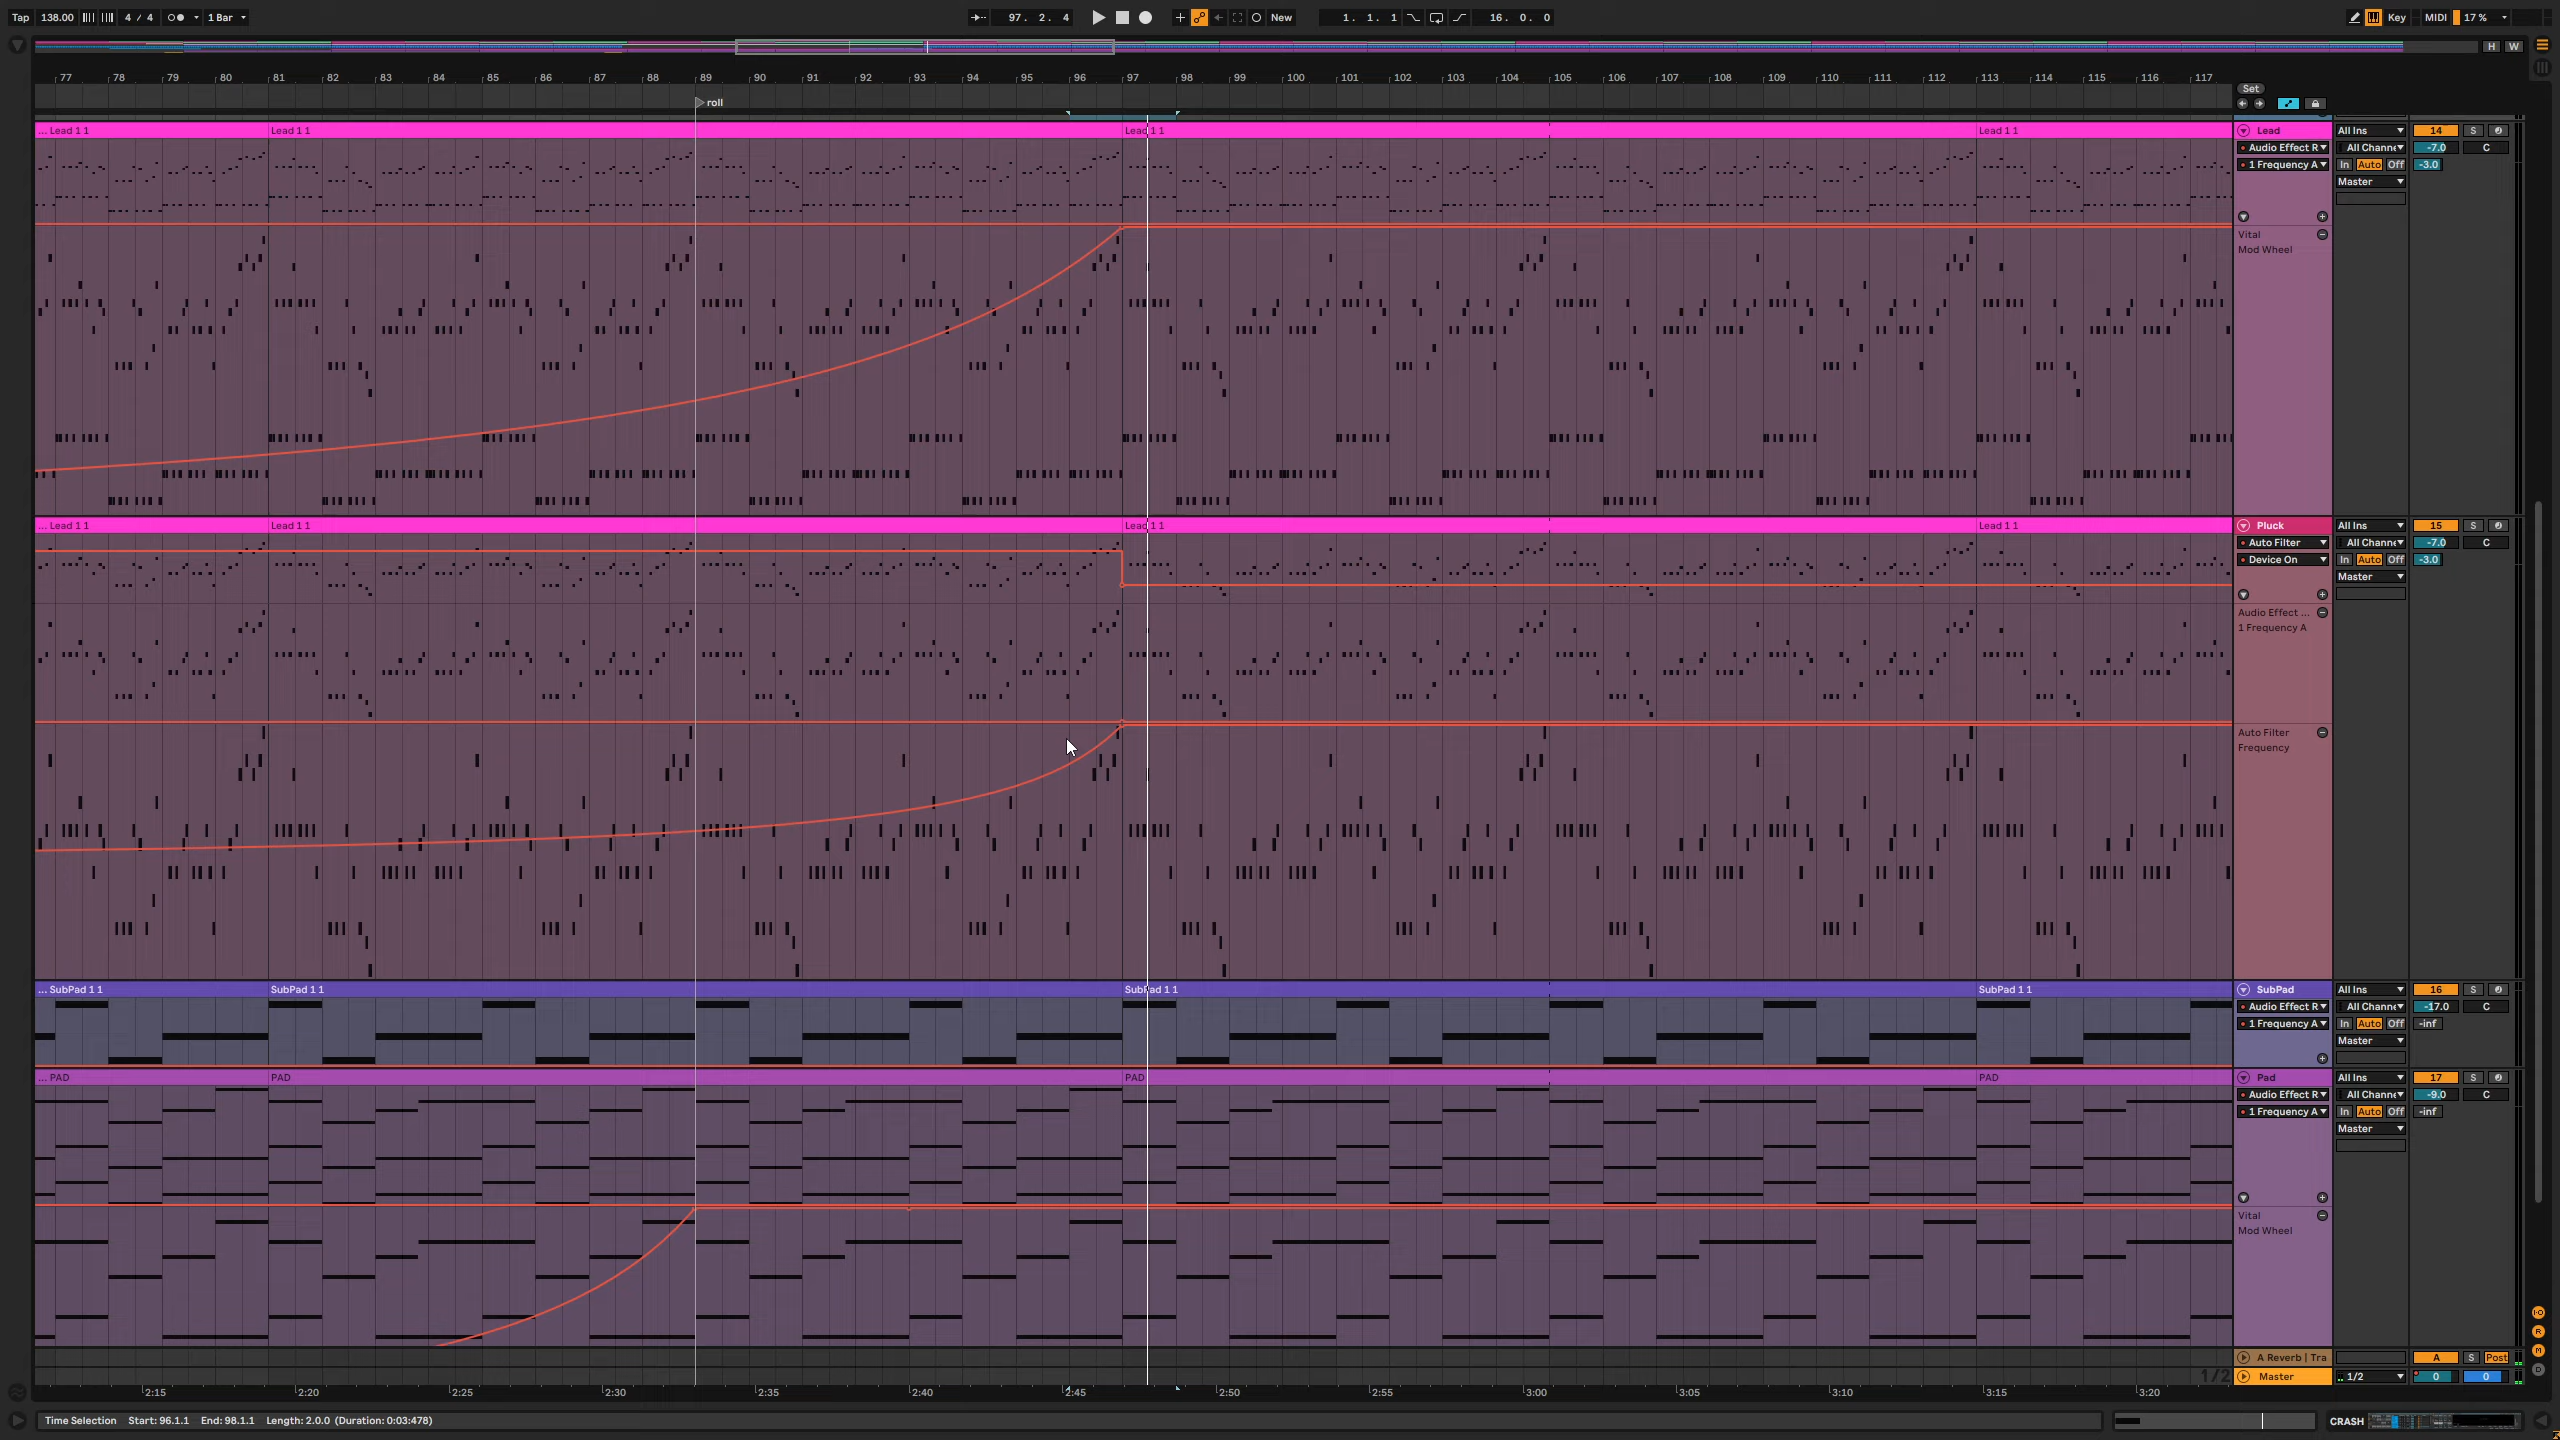 Tap 138.00 4 / 4 1 Bar 97. 2. 4 New 1. 1. 1 16. 0. 0 Key MIDI 17 %
H W
77 78 79 80 81 82 83 84 85 86 87 88 89 90 91 92 93 94 95 96 97 98 99 100 101 102 103 104 105 106 107 108 109 110 111 112 113 114 115 116 117
Set
roll
... Lead 1 1 Lead 1 1 Lead 1 1 Lead 1 1 Lead All Ins 14 S
Audio Effect R All Channe -7.0 C
1 Frequency A In Auto Off -3.0
Master
Vital
Mod Wheel
... Lead 1 1 Lead 1 1 Lead 1 1 Lead 1 1 Pluck All Ins 15 S
Auto Filter All Channe -7.0 C
Device On In Auto Off -3.0
Master
Audio Effect ...
1 Frequency A
Auto Filter
Frequency
... SubPad 1 1 SubPad 1 1 SubPad 1 1 SubPad 1 1 SubPad All Ins 16 S
Audio Effect R All Channe -17.0 C
1 Frequency A In Auto Off -inf
Master
... PAD PAD PAD PAD Pad All Ins 17 S
Audio Effect R All Channe -9.0 C
1 Frequency A In Auto Off -inf
Master
Vital
Mod Wheel
A Reverb | Tra A S Post
1/2 Master 1/2 0 0
2:15 2:20 2:25 2:30 2:35 2:40 2:45 2:50 2:55 3:00 3:05 3:10 3:15 3:20
Time Selection Start: 96.1.1 End: 98.1.1 Length: 2.0.0 (Duration: 0:03:478) CRASH